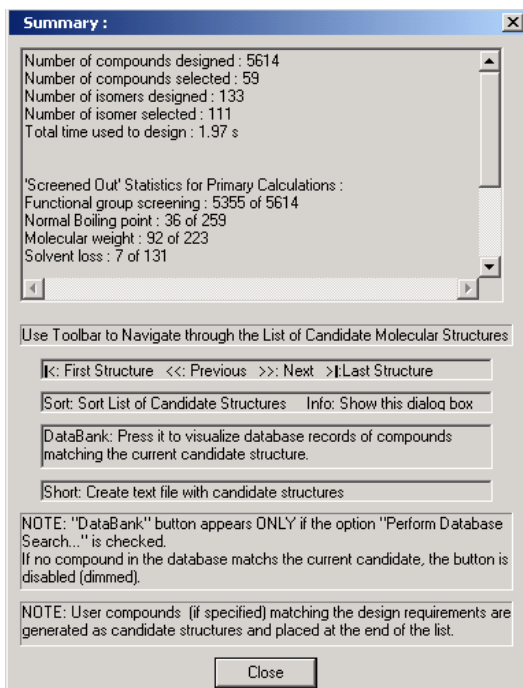 Summary :
Number of compounds designed : 5614
Number of compounds selected : 59
Number of isomers designed : 133
Number of isomer selected : 111
Total time used to design : 1.97 s
'Screened Out' Statistics for Primary Calculations :
Functional group screening : 5355 of 5614
Normal Boiling point : 36 of 259
Molecular weight : 92 of 223
Solvent loss : 7 of 131
Use Toolbar to Navigate through the List of Candidate Molecular Structures
|<: First Structure <<: Previous >>: Next >|:Last Structure
Sort: Sort List of Candidate Structures Info: Show this dialog box
DataBank: Press it to visualize database records of compounds
matching the current candidate structure.
Short: Create text file with candidate structures
NOTE: "DataBank" button appears ONLY if the option "Perform Database
Search..." is checked.
If no compound in the database matchs the current candidate, the button is
disabled (dimmed).
NOTE: User compounds (if specified) matching the design requirements are
generated as candidate structures and placed at the end of the list.
Close